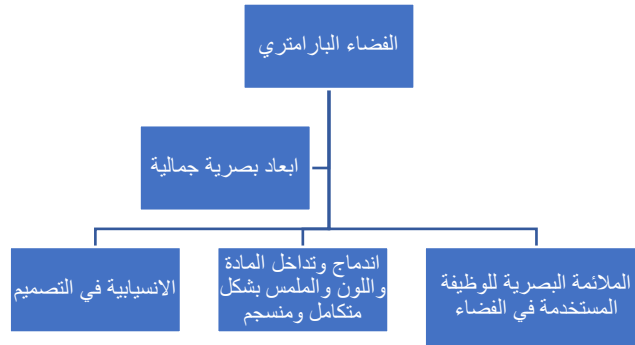 الفضاء البارامتري
ابعاد بصرية جمالية
الملائمة البصرية للوظيفة
المستخدمة في الفضاء
اندماج وتداخل المادة
واللون والملمس بشكل
متكامل ومنسجم
الانسيابية في التصميم